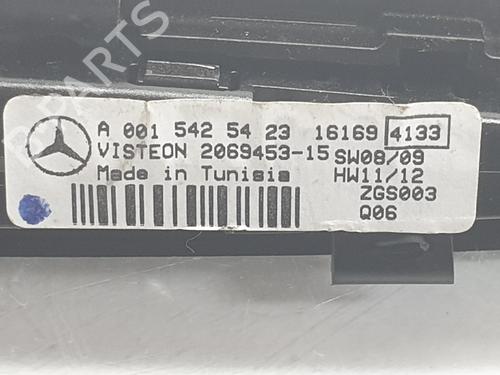 A 001 542 54 23 16169 4133
VISTEON 2069453-15 SW08/09
Made in Tunisia HW11/12
ZGS003
Q06